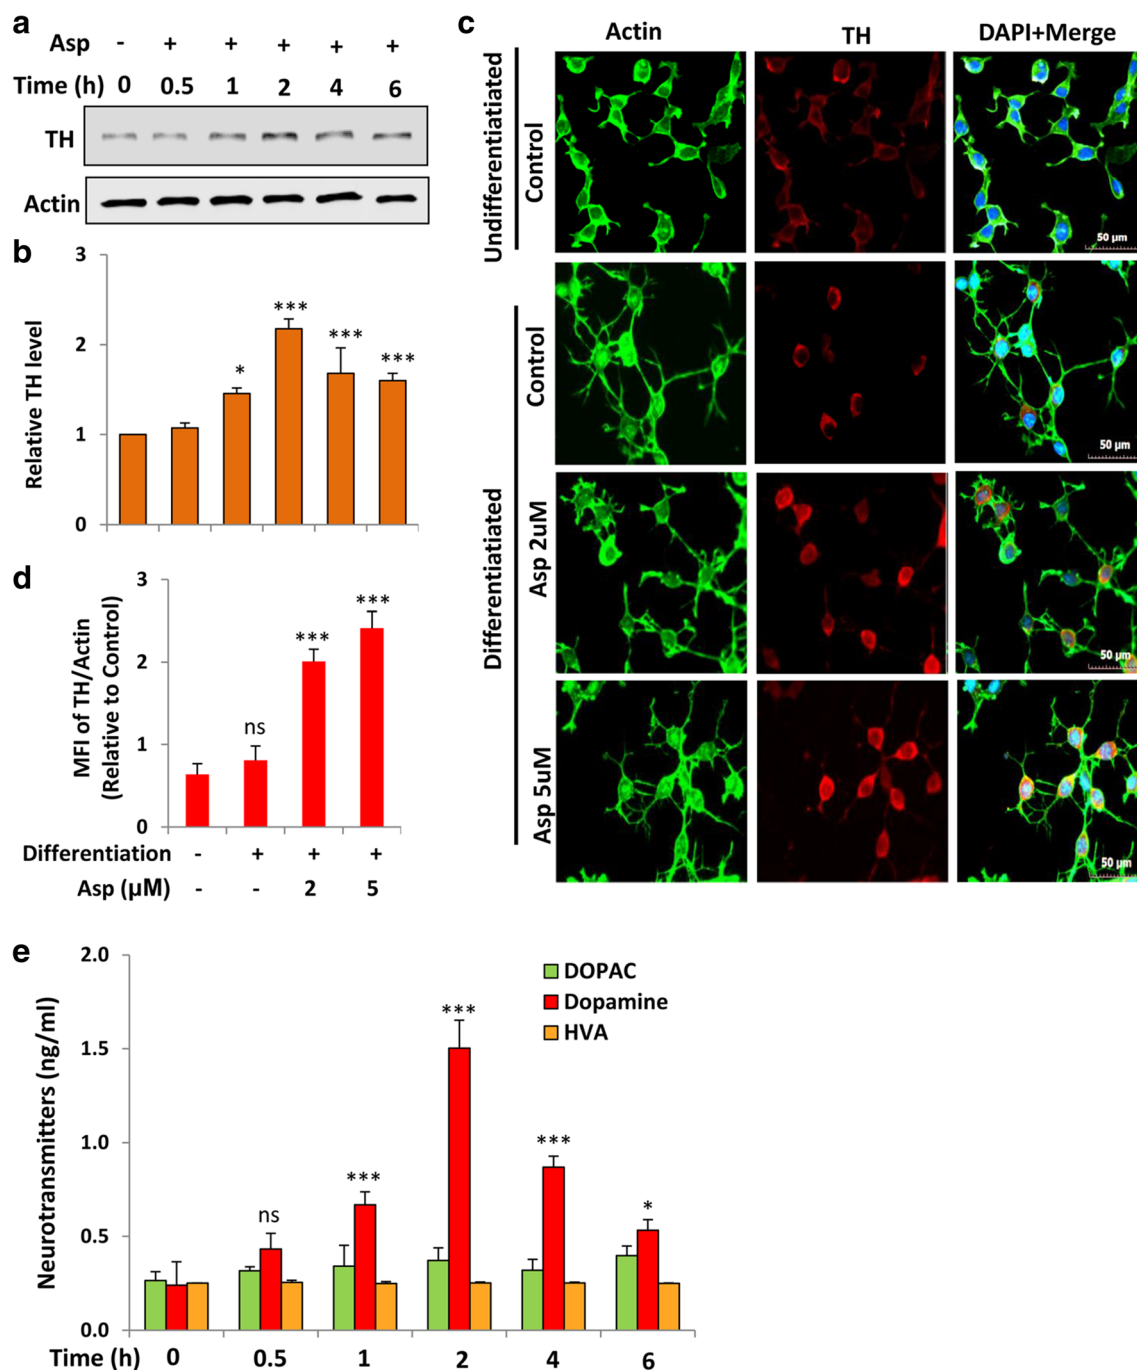 a
Asp - + + + + +
Time (h) 0 0.5 1 2 4 6
TH
Actin
b
Relative TH level
3
2
1
0
*
***
***
***
c
Actin TH DAPI+Merge
Undifferentiatiated
Control
50 µm
Differentiatiated
Control
50 µm
Asp 2uM
50 µm
Asp 5uM
50 µm
d
MFI of TH/Actin
(Relative to Control)
3
2
1
0
ns
***
***
Differentiation - + + +
Asp (µM) - - 2 5
e
Neurotransmitters (ng/ml)
2.0
1.5
1.0
0.5
0.0
DOPAC
Dopamine
HVA
ns
***
***
***
*
Time (h) 0 0.5 1 2 4 6